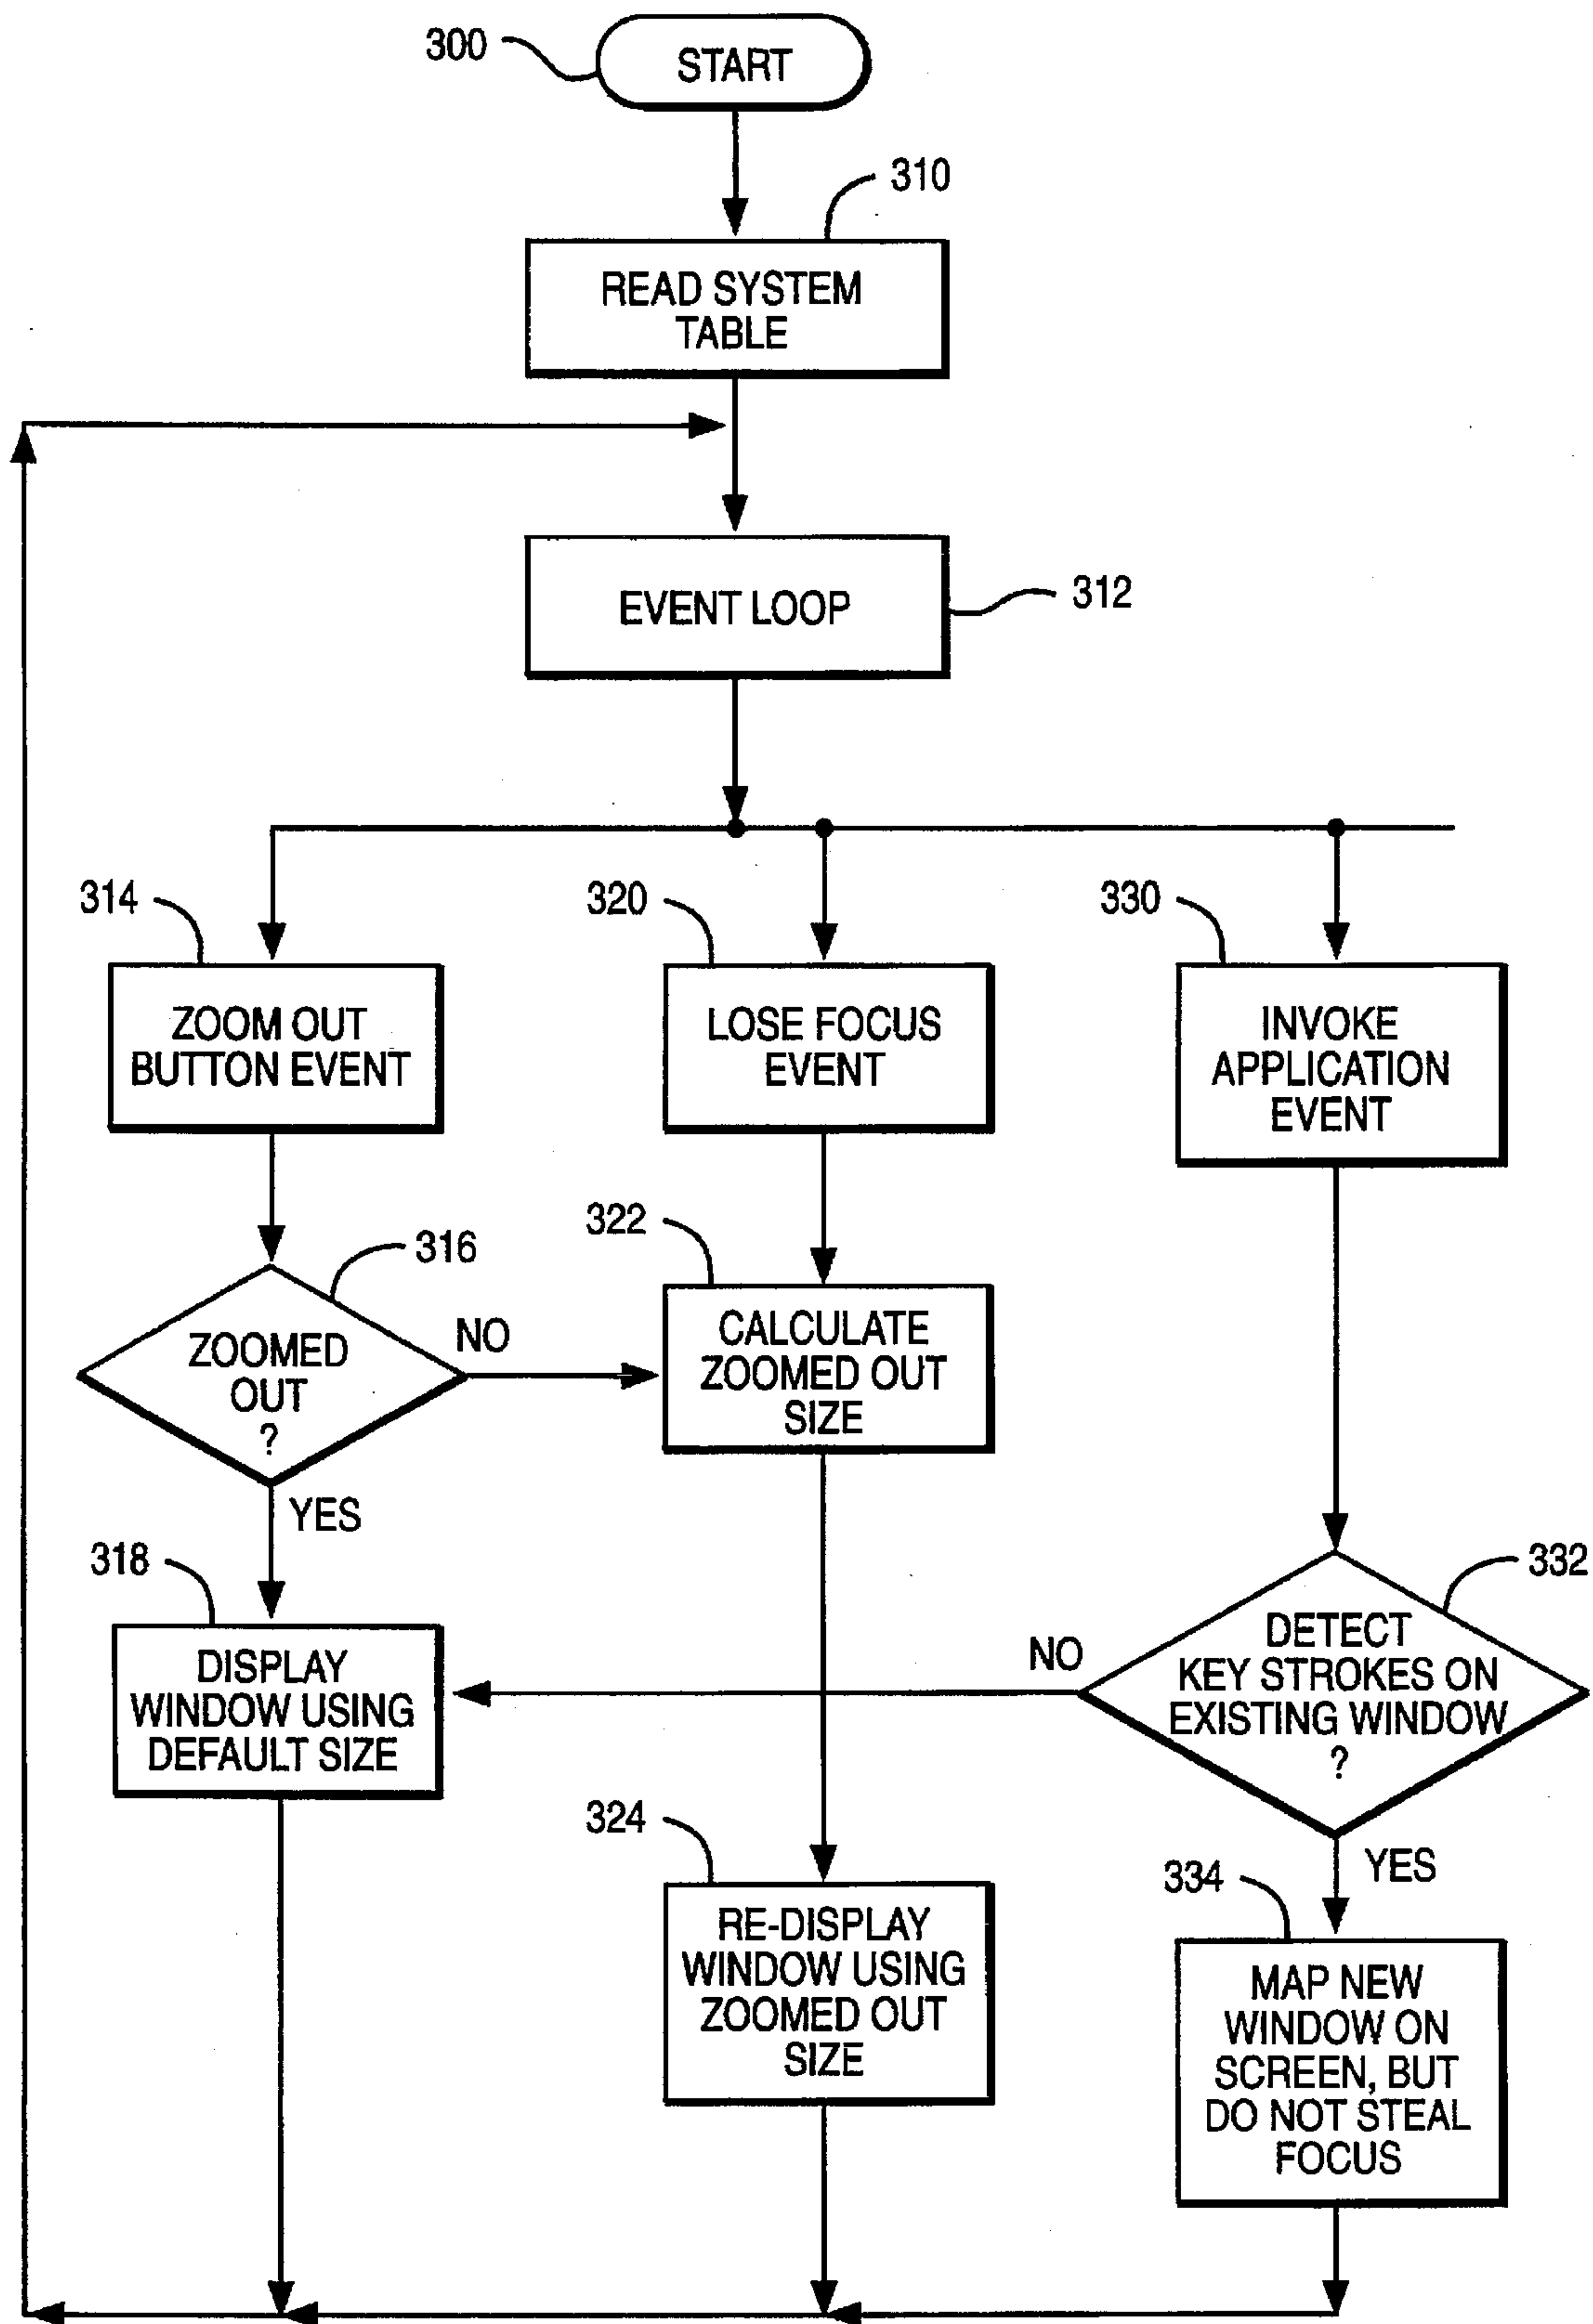 300
START
310
READ SYSTEM
TABLE
EVENT LOOP
312
314
320
330
ZOOM OUT
BUTTON EVENT
LOSE FOCUS
EVENT
INVOKE
APPLICATION
EVENT
316
322
ZOOMED
OUT
?
NO
CALCULATE
ZOOMED OUT
SIZE
YES
318
332
DISPLAY
WINDOW USING
DEFAULT SIZE
NO
DETECT
KEY STROKES ON
EXISTING WINDOW
?
324
YES
334
RE-DISPLAY
WINDOW USING
ZOOMED OUT
SIZE
MAP NEW
WINDOW ON
SCREEN, BUT
DO NOT STEAL
FOCUS